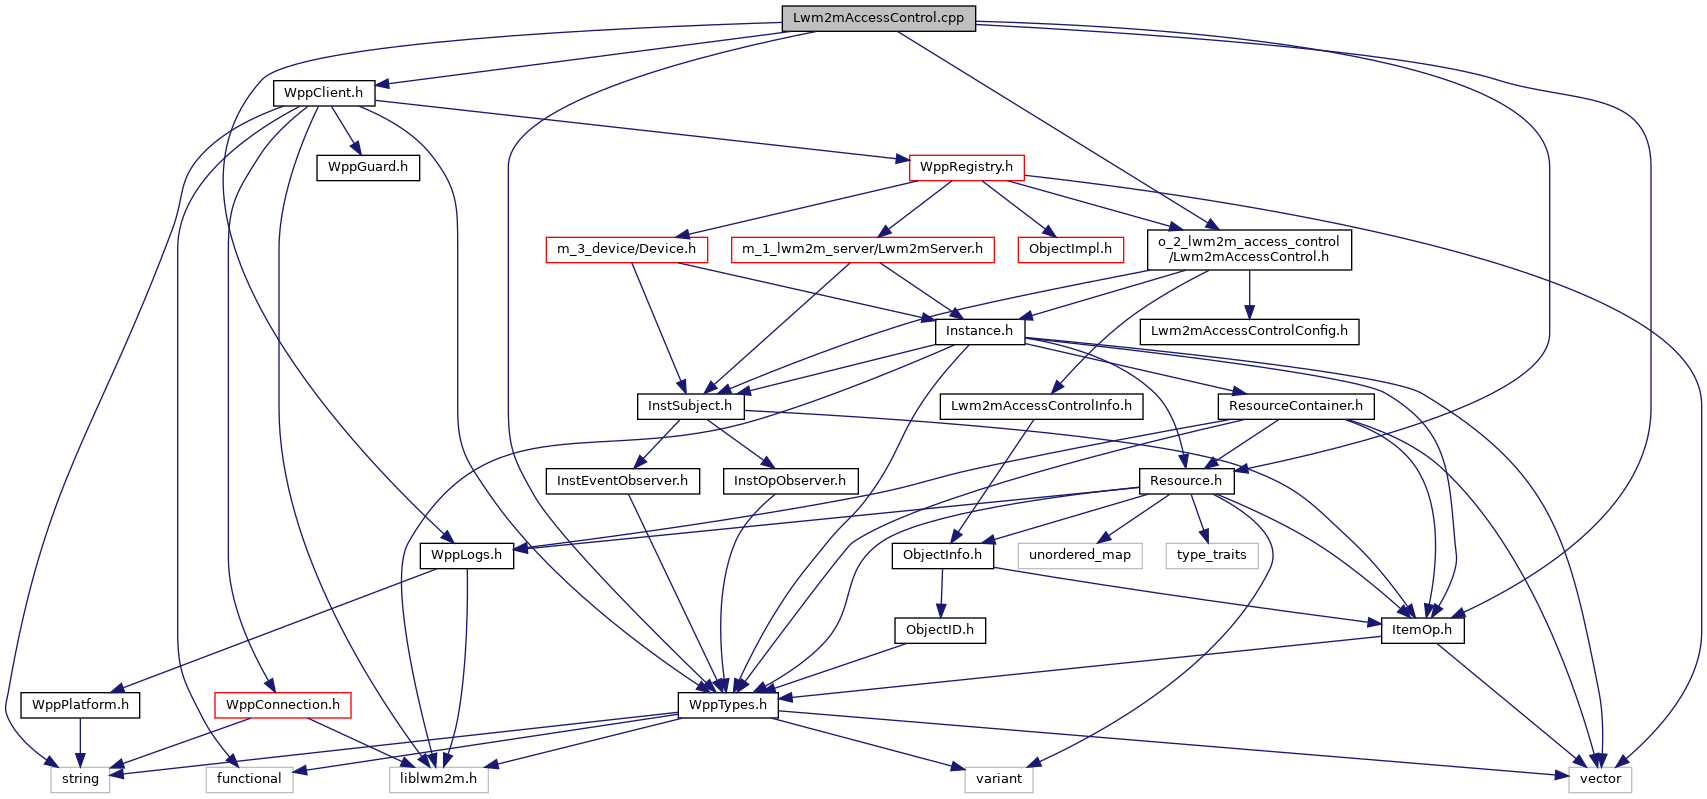 Lwm2mAccessControl.cpp
WppClient.h
WppGuard.h
WppRegistry.h
m_3_device/Device.h
m_1_lwm2m_server/Lwm2mServer.h
ObjectImpl.h
o_2_lwm2m_access_control
/Lwm2mAccessControl.h
Instance.h
Lwm2mAccessControlConfig.h
InstSubject.h
Lwm2mAccessControlInfo.h
ResourceContainer.h
InstEventObserver.h
InstOpObserver.h
Resource.h
WppLogs.h
ObjectInfo.h
unordered_map
type_traits
ObjectID.h
ItemOp.h
WppPlatform.h
WppConnection.h
WppTypes.h
string
functional
liblwm2m.h
variant
vector